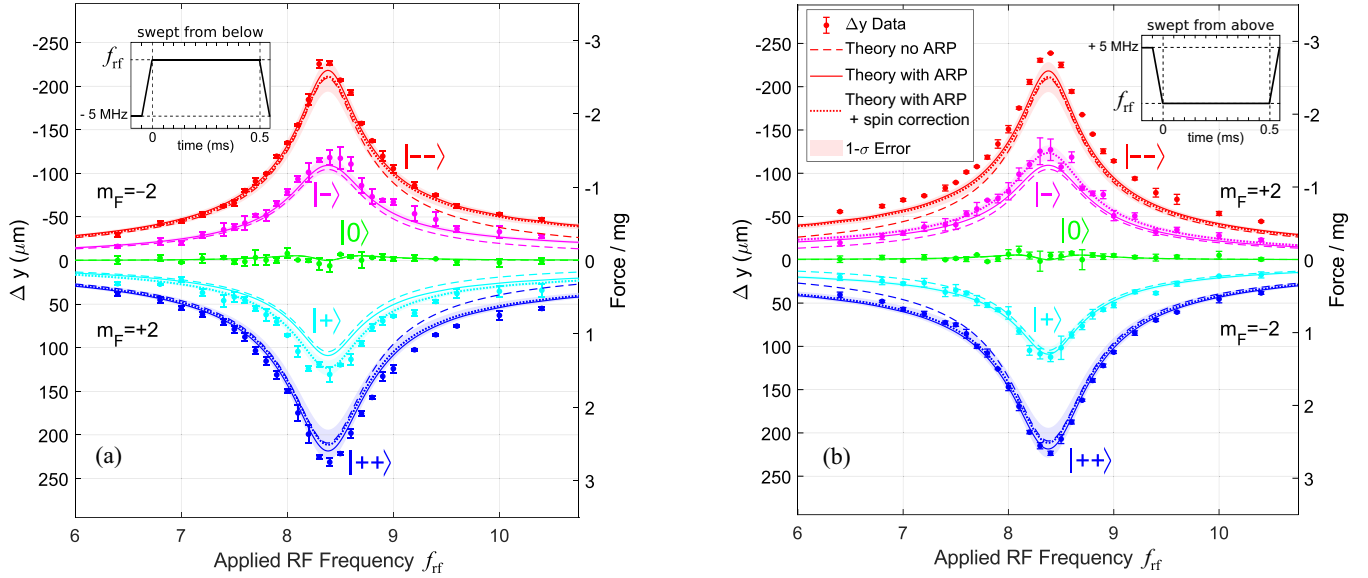 swept from below
f_rf
- 5 MHz
0
0.5
time (ms)
-250
-200
-150
-100
-50
0
50
100
150
200
250
Δ y (μm)
-3
-2
-1
0
1
2
3
Force / mg
|--⟩
|-⟩
|0⟩
|+⟩
|++⟩
m_F=−2
m_F=+2
(a)
6
7
8
9
10
Applied RF Frequency f_rf
Δy Data
Theory no ARP
Theory with ARP
Theory with ARP
+ spin correction
1-σ Error
swept from above
+ 5 MHz
f_rf
0
0.5
time (ms)
-250
-200
-150
-100
-50
0
50
100
150
200
250
Δ y (μm)
-3
-2
-1
0
1
2
3
Force / mg
|--⟩
|-⟩
|0⟩
|+⟩
|++⟩
m_F=+2
m_F=−2
(b)
6
7
8
9
10
Applied RF Frequency f_rf